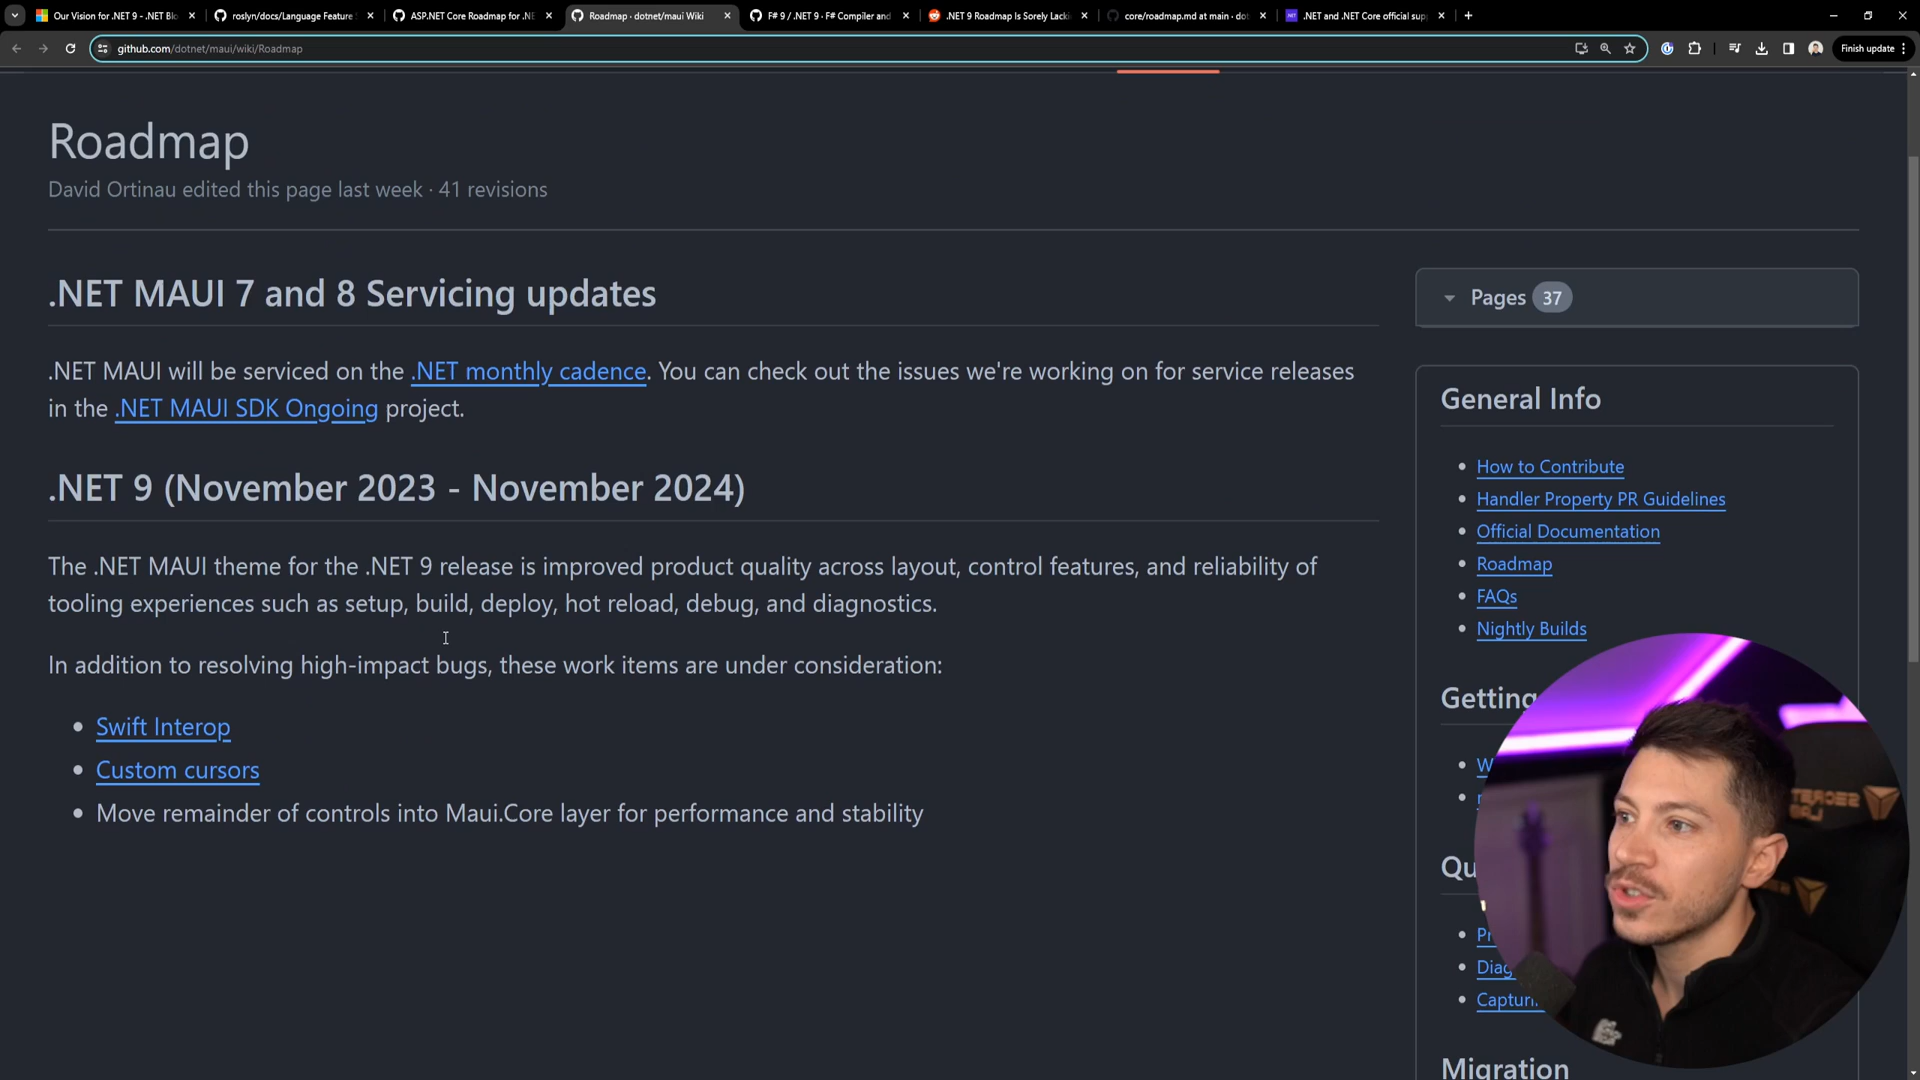 Our Vision for .NET 9 - .NET Blo
roslyn/docs/Language Feature S
ASP.NET Core Roadmap for .NE
Roadmap · dotnet/maui Wiki
F# 9 / .NET 9 · F# Compiler and
.NET 9 Roadmap Is Sorely Lacki
core/roadmap.md at main · dot
.NET and .NET Core official sup
github.com/dotnet/maui/wiki/Roadmap
Finish update
Roadmap
David Ortinau edited this page last week · 41 revisions
.NET MAUI 7 and 8 Servicing updates
.NET MAUI will be serviced on the .NET monthly cadence. You can check out the issues we're working on for service releases
in the .NET MAUI SDK Ongoing project.
.NET 9 (November 2023 - November 2024)
The .NET MAUI theme for the .NET 9 release is improved product quality across layout, control features, and reliability of
tooling experiences such as setup, build, deploy, hot reload, debug, and diagnostics.
In addition to resolving high-impact bugs, these work items are under consideration:
• Swift Interop
• Custom cursors
• Move remainder of controls into Maui.Core layer for performance and stability
Pages 37
General Info
• How to Contribute
• Handler Property PR Guidelines
• Official Documentation
• Roadmap
• FAQs
• Nightly Builds
Getting
Migration